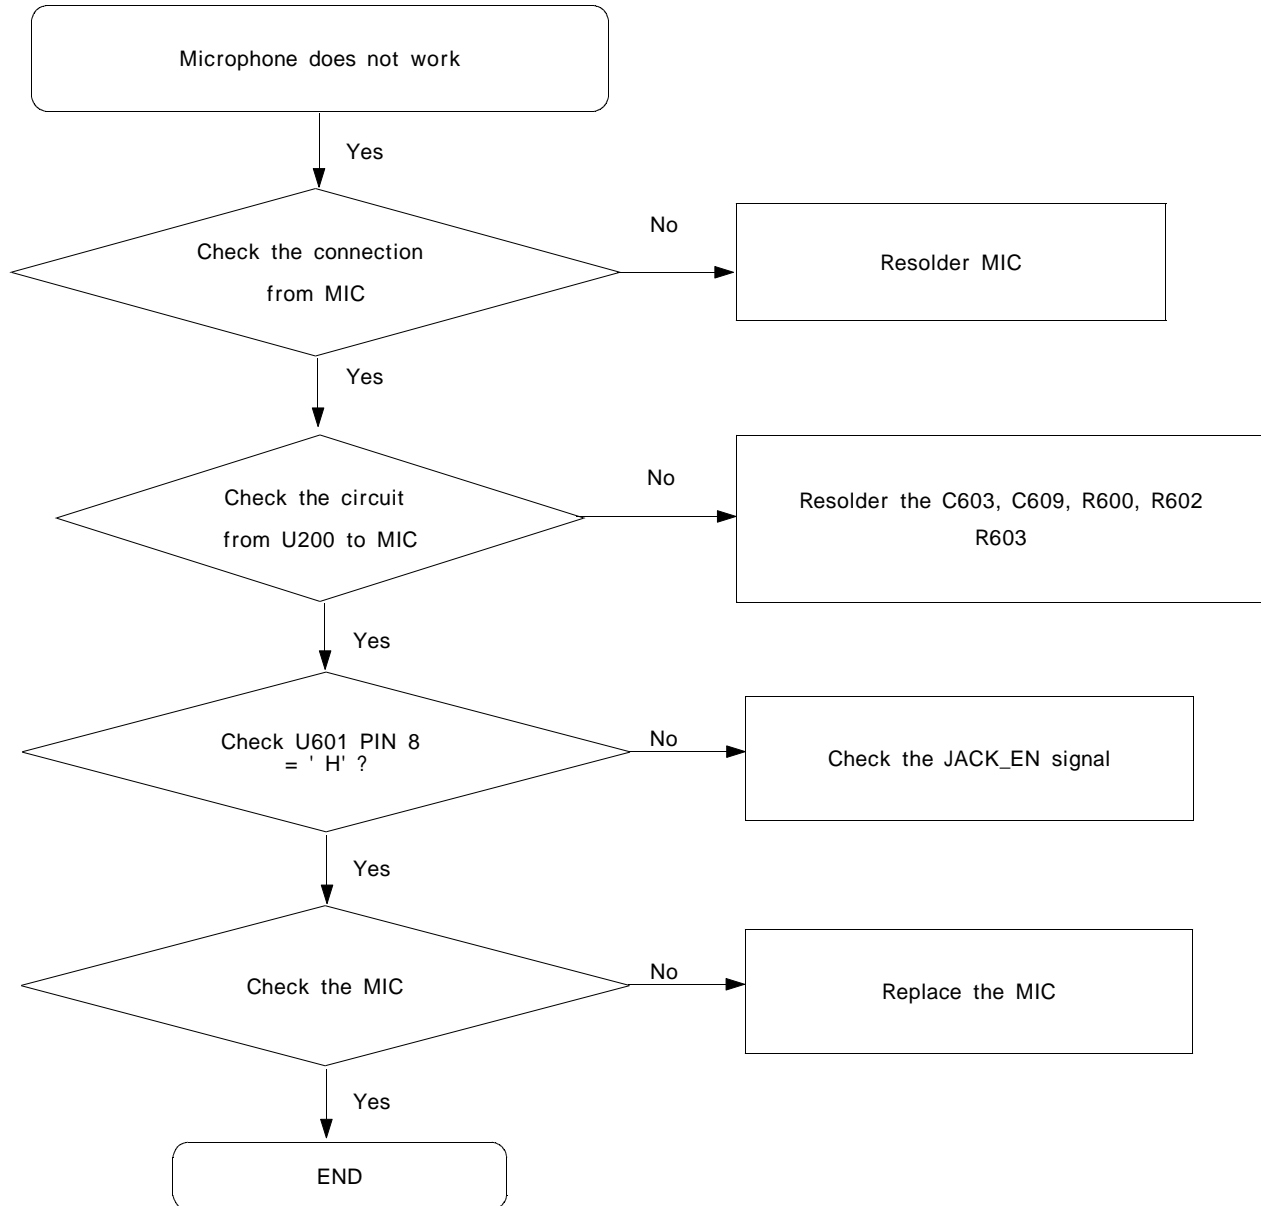 Microphone does not work
Yes
Check the connection
from MIC
No
Resolder MIC
Yes
Check the circuit
from U200 to MIC
No
Resolder the C603, C609, R600, R602
R603
Yes
Check U601 PIN 8
= ' H' ?
No
Check the JACK_EN signal
Yes
Check the MIC
No
Replace the MIC
Yes
END